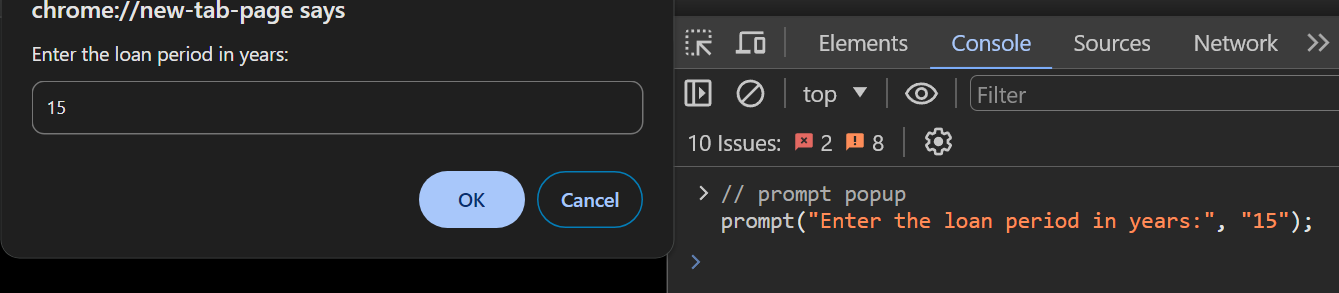 chrome://new-tab-page says
Enter the loan period in years:
15
OK
Cancel
Elements
Console
Sources
Network
top
Filter
10 Issues: 2 8
// prompt popup
prompt("Enter the loan period in years:", "15");